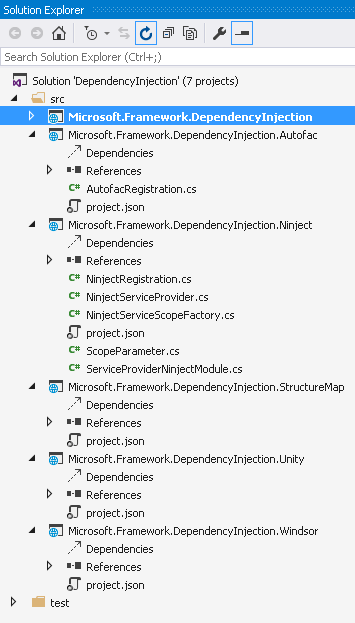 Solution Explorer
Search Solution Explorer (Ctrl+;)
Solution 'DependencyInjection' (7 projects)
src
Microsoft.Framework.DependencyInjection
Microsoft.Framework.DependencyInjection.Autofac
Dependencies
References
AutofacRegistration.cs
project.json
Microsoft.Framework.DependencyInjection.Ninject
Dependencies
References
C# NinjectRegistration.cs
C# NinjectServiceProvider.cs
C# NinjectServiceScopeFactory.cs
project.json
C# ScopeParameter.cs
C# ServiceProviderNinjectModule.cs
Microsoft.Framework.DependencyInjection.StructureMap
Dependencies
References
project.json
Microsoft.Framework.DependencyInjection.Unity
Dependencies
References
project.json
Microsoft.Framework.DependencyInjection.Windsor
Dependencies
References
project.json
test